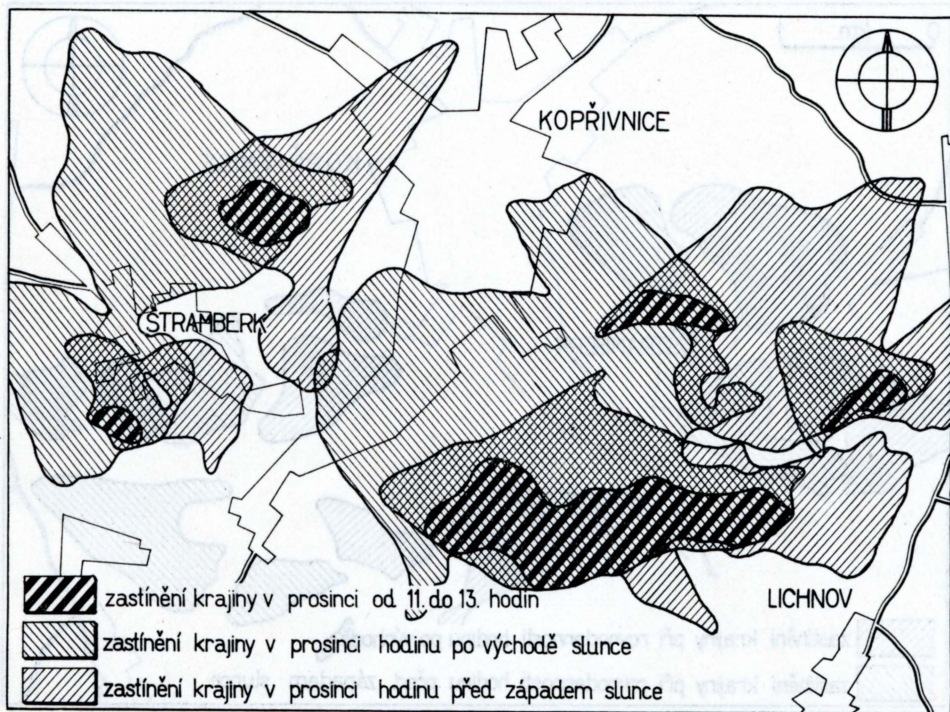 KOPŘIVNICE
ŠTRAMBERK
LICHNOV
zastínění krajiny v prosinci od 11. do 13. hodin
zastínění krajiny v prosinci hodinu po východě slunce
zastínění krajiny v prosinci hodinu před západem slunce